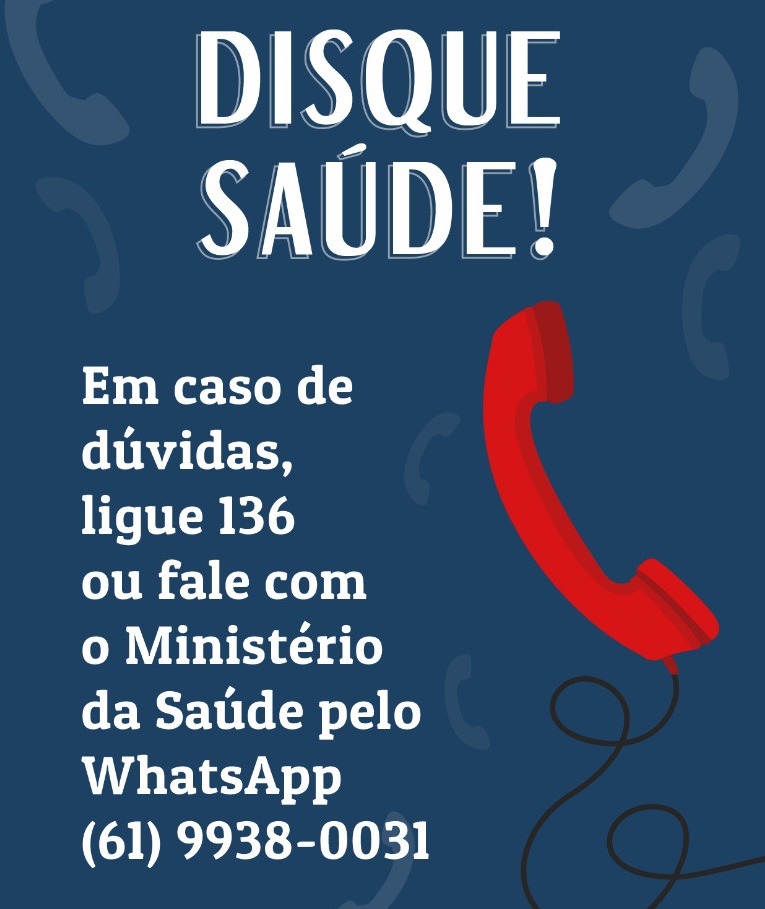 DISQUE
SAÚDE!
Em caso de
dúvidas,
ligue 136
ou fale com
o Ministério
da Saúde pelo
WhatsApp
(61) 9938-0031